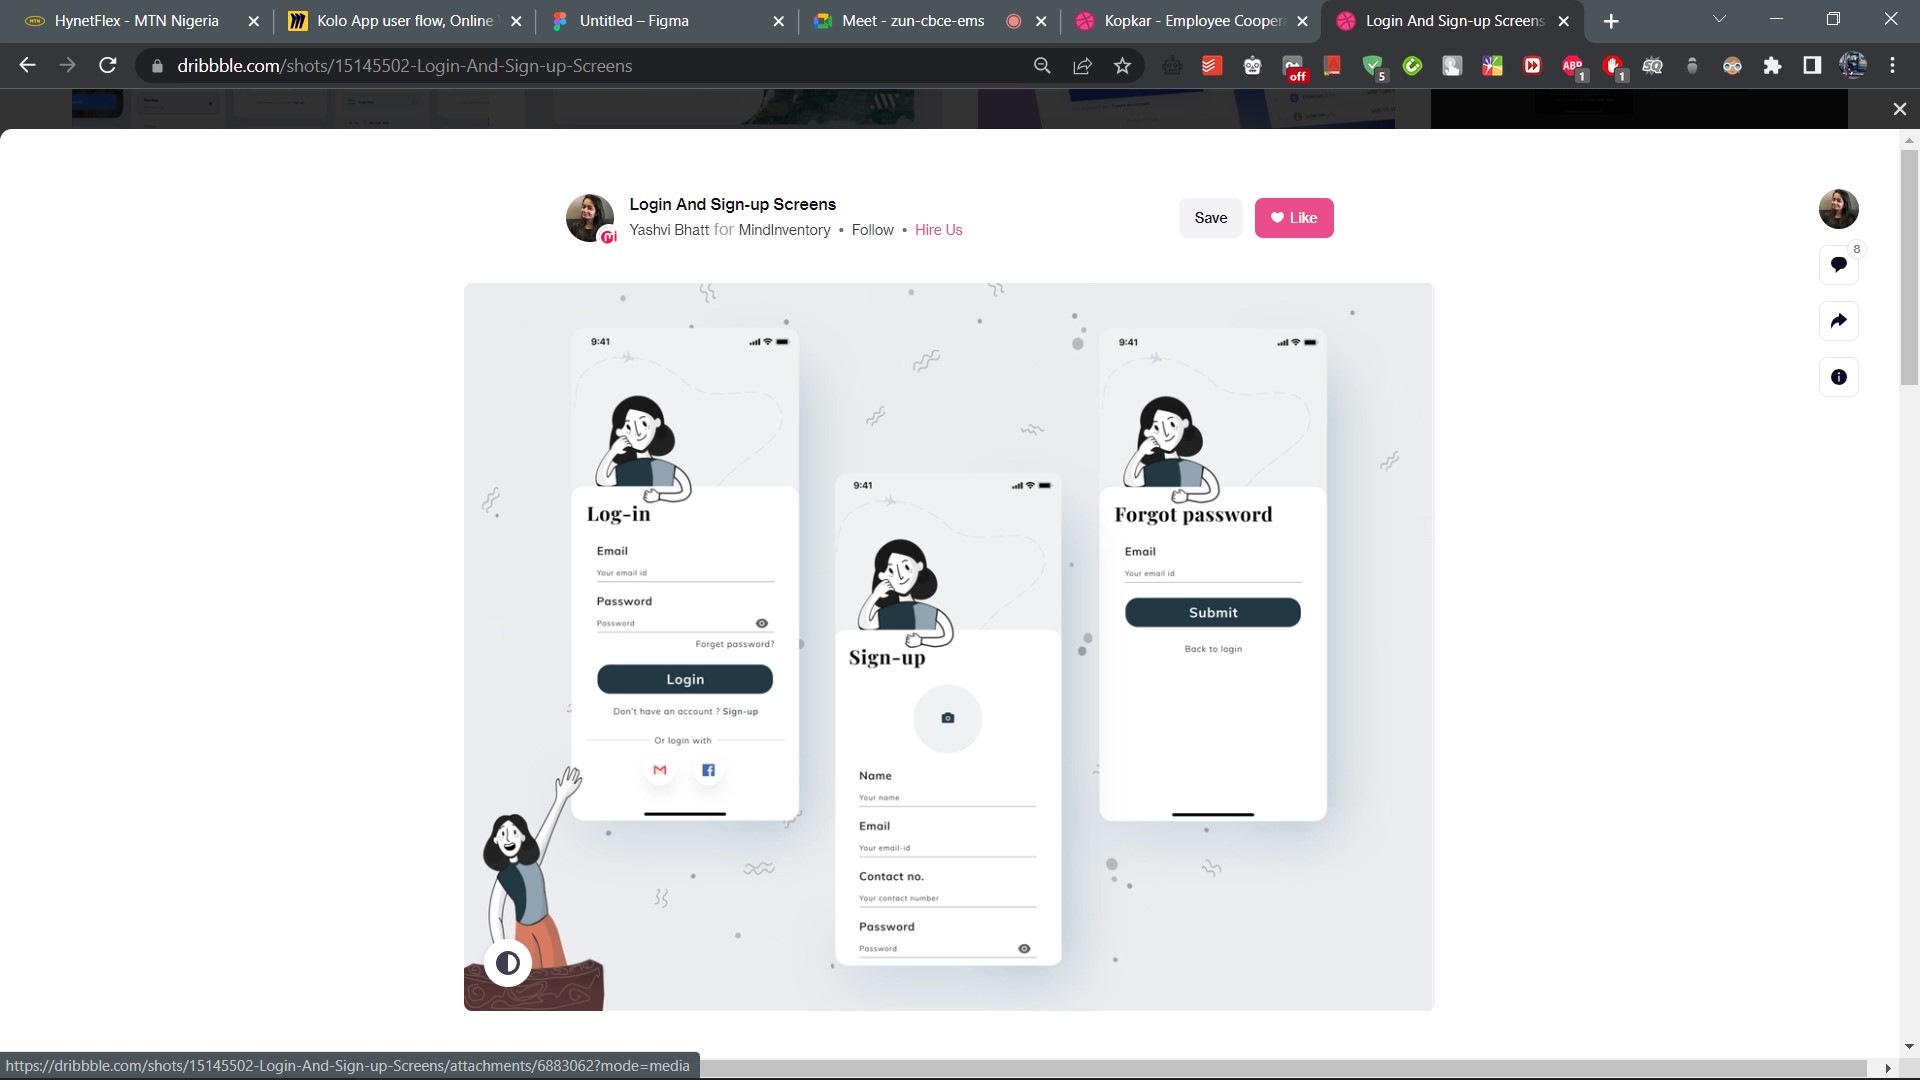 HynetFlex - MTN Nigeria
Kolo App user flow, Online
Untitled – Figma
Meet - zun-cbce-ems
Kopkar - Employee Cooper
Login And Sign-up Screens
dribbble.com/shots/15145502-Login-And-Sign-up-Screens
off
5
ABP
1
1
Login And Sign-up Screens
Yashvi Bhatt for MindInventory • Follow • Hire Us
Save
Like
8
9:41
Log-in
Email
Your email id
Password
Password
Forget password?
Login
Don't have an account ? Sign-up
Or login with
9:41
Sign-up
Name
Your name
Email
Your email-id
Contact no.
Your contact number
Password
Password
9:41
Forgot password
Email
Your email id
Submit
Back to login
https://dribbble.com/shots/15145502-Login-And-Sign-up-Screens/attachments/6883062?mode=media